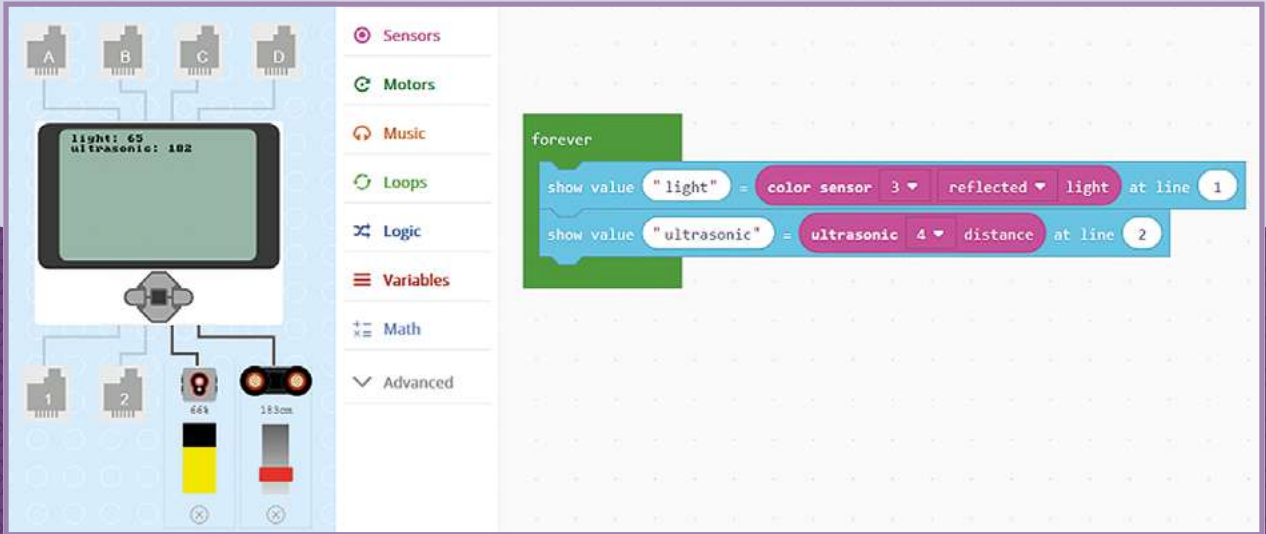 A B C D
light: 65
ultrasonic: 182
1 2
66%
183cm
Sensors
Motors
Music
Loops
Logic
Variables
Math
Advanced
forever
show value "light" = color sensor 3 reflected light at line 1
show value "ultrasonic" = ultrasonic 4 distance at line 2